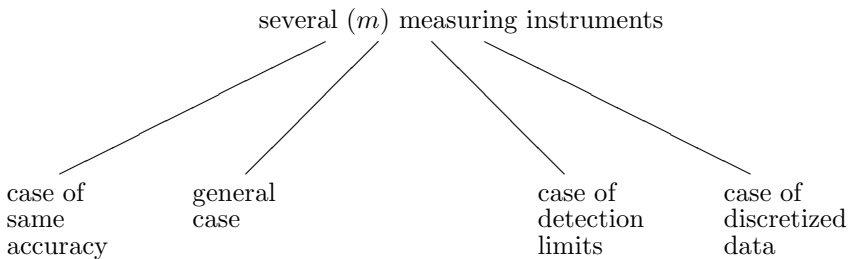 several (m) measuring instruments
case of
same
accuracy
general
case
case of
detection
limits
case of
discretized
data